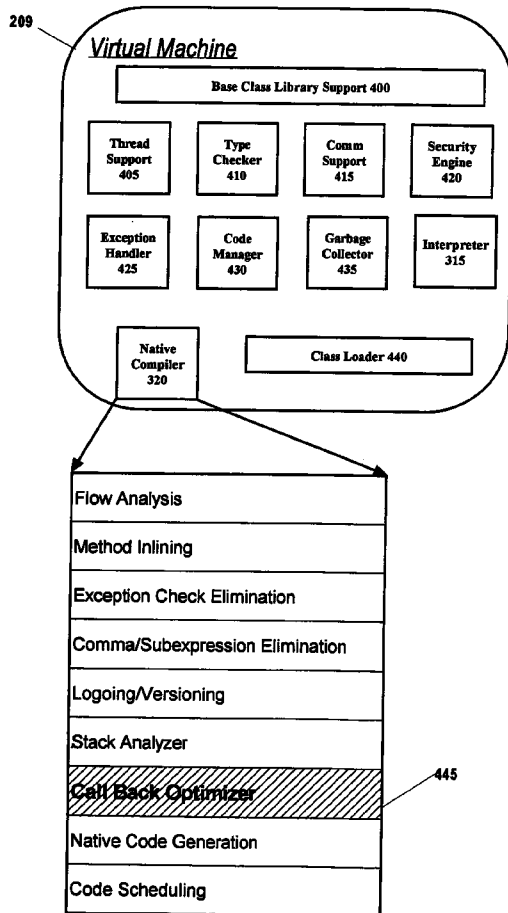 209
Virtual Machine
Base Class Library Support 400
Thread
Support
405
Type
Checker
410
Comm
Support
415
Security
Engine
420
Exception
Handler
425
Code
Manager
430
Garbage
Collector
435
Interpreter
315
Native
Compiler
320
Class Loader 440
Flow Analysis
Method Inlining
Exception Check Elimination
Comma/Subexpression Elimination
Logoing/Versioning
Stack Analyzer
Call Back Optimizer
445
Native Code Generation
Code Scheduling